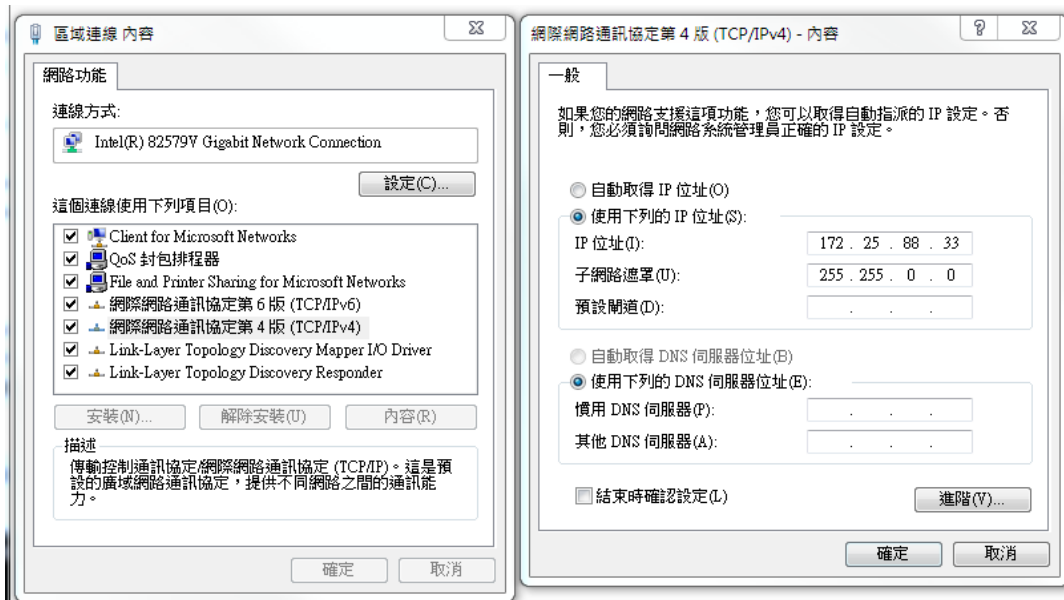 區域連線 內容
網路功能
連線方式:
Intel(R) 82579V Gigabit Network Connection
設定(C)...
這個連線使用下列項目(O):
Client for Microsoft Networks
QoS 封包排程器
File and Printer Sharing for Microsoft Networks
網際網路通訊協定第 6 版 (TCP/IPv6)
網際網路通訊協定第 4 版 (TCP/IPv4)
Link-Layer Topology Discovery Mapper I/O Driver
Link-Layer Topology Discovery Responder
安裝(N)...
解除安裝(U)
內容(R)
描述
傳輸控制通訊協定/網際網路通訊協定 (TCP/IP)。這是預
設的廣域網路通訊協定,提供不同網路之間的通訊能
力。
確定
取消
網際網路通訊協定第 4 版 (TCP/IPv4) - 內容
一般
如果您的網路支援這項功能,您可以取得自動指派的 IP 設定。否
則,您必須詢問網路系統管理員正確的 IP 設定。
自動取得 IP 位址(O)
使用下列的 IP 位址(S):
IP 位址(I): 172 . 25 . 88 . 33
子網路遮罩(U): 255 . 255 . 0 . 0
預設閘道(D): . . .
自動取得 DNS 伺服器位址(B)
使用下列的 DNS 伺服器位址(E):
慣用 DNS 伺服器(P): . . .
其他 DNS 伺服器(A): . . .
結束時確認設定(L)
進階(V)...
確定
取消